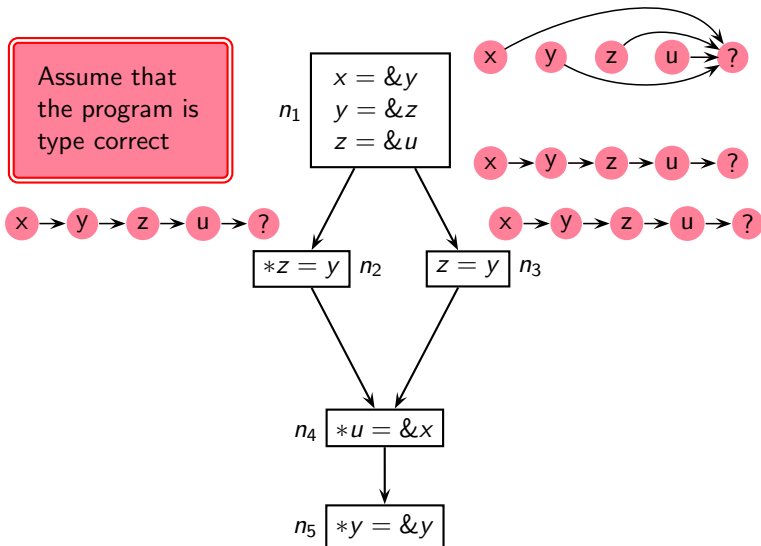 Assume that
the program is
type correct
n1
x = &y
y = &z
z = &u
x y z u ?
x y z u ?
x y z u ?
x y z u ?
*z = y n2
z = y n3
n4 *u = &x
n5 *y = &y